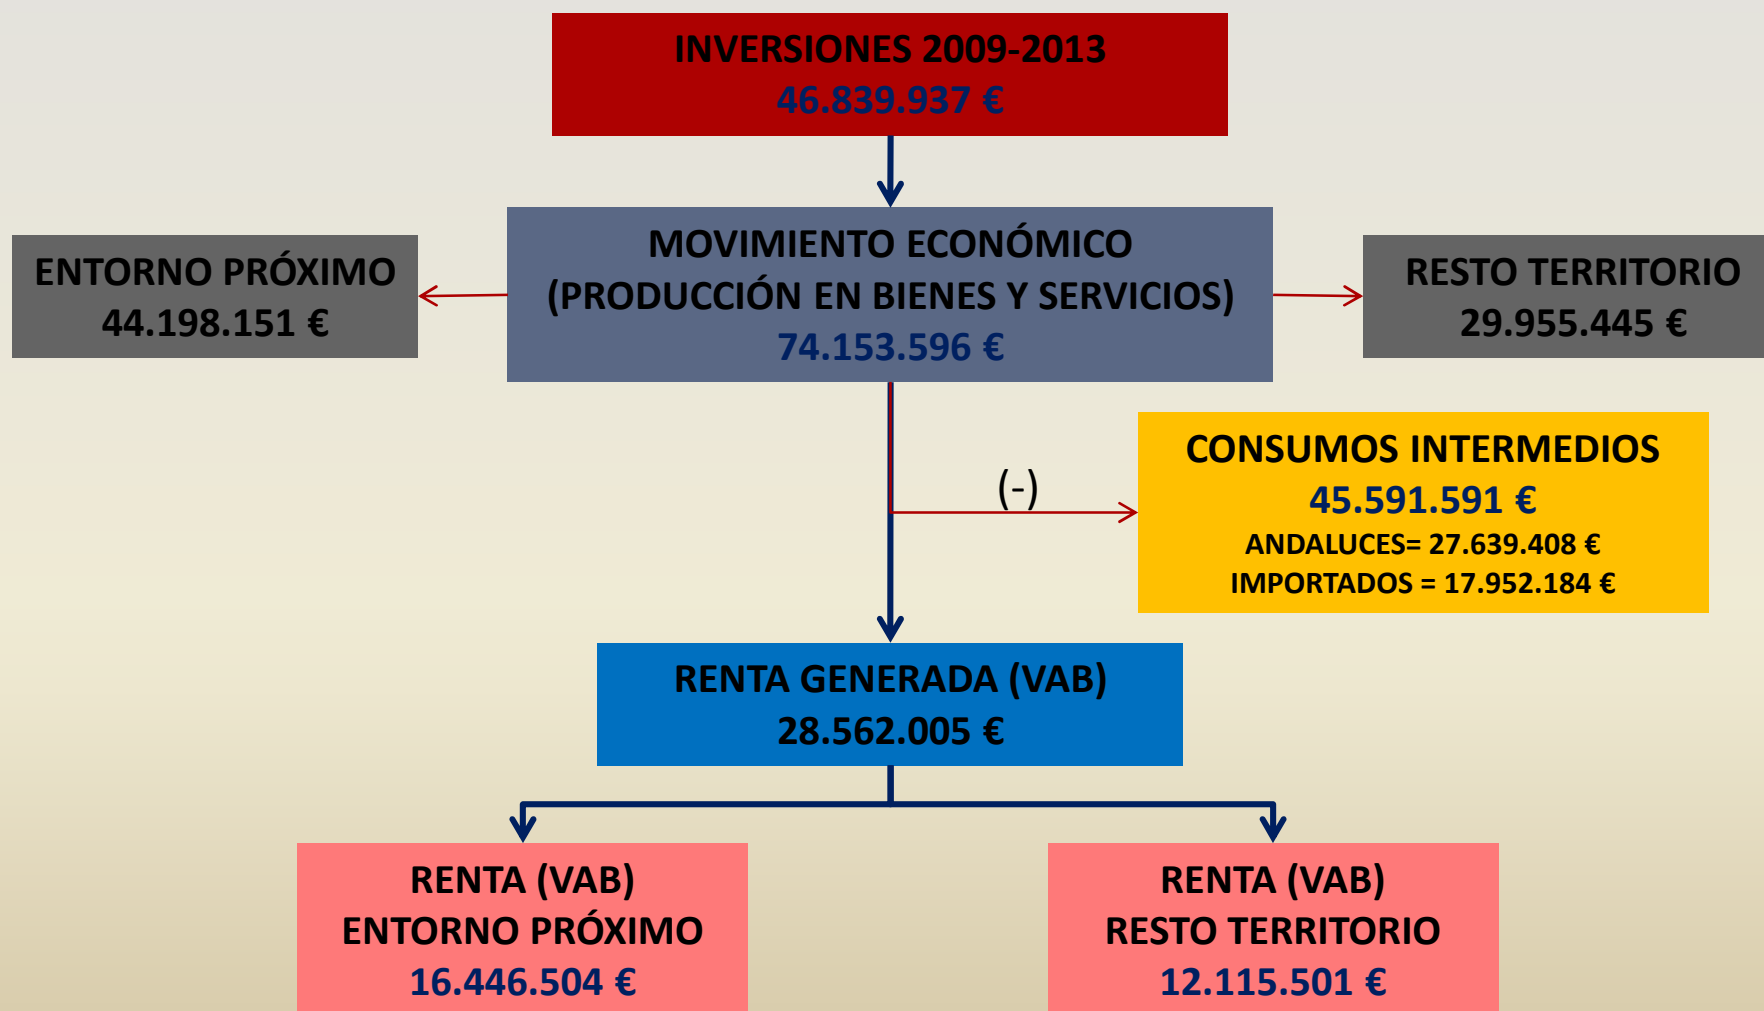 INVERSIONES 2009-2013
46.839.937 €
MOVIMIENTO ECONÓMICO
(PRODUCCIÓN EN BIENES Y SERVICIOS)
74.153.596 €
ENTORNO PRÓXIMO
44.198.151 €
RESTO TERRITORIO
29.955.445 €
CONSUMOS INTERMEDIOS
45.591.591 €
ANDALUCES= 27.639.408 €
IMPORTADOS = 17.952.184 €
(-)
RENTA GENERADA (VAB)
28.562.005 €
RENTA (VAB)
ENTORNO PRÓXIMO
16.446.504 €
RENTA (VAB)
RESTO TERRITORIO
12.115.501 €